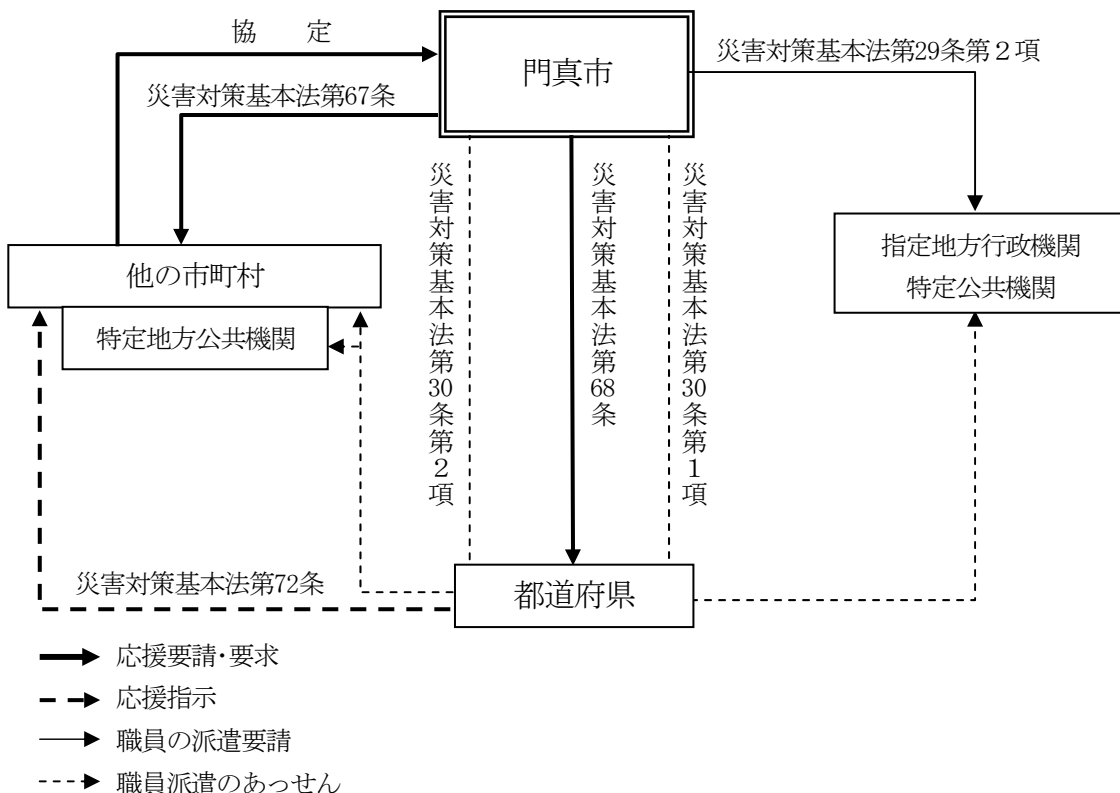 協　定
門真市
災害対策基本法第29条第２項
災害対策基本法第67条
災害対策基本法第30条第２項
災害対策基本法第68条
災害対策基本法第30条第１項
指定地方行政機関
特定公共機関
他の市町村
特定地方公共機関
災害対策基本法第72条
都道府県
応援要請・要求
応援指示
職員の派遣要請
職員派遣のあっせん